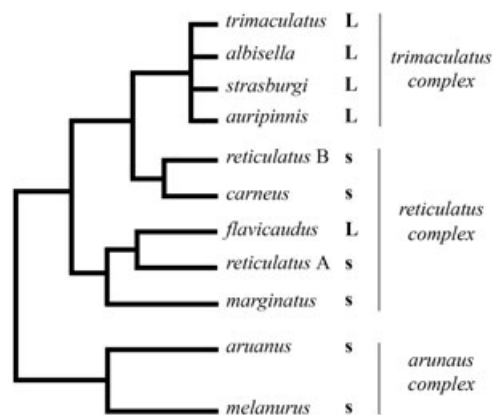 trimaculatus L
albisella L
strasburgi L
auripinnis L
trimaculatus
complex
reticulatus B s
carneus s
flavicaudus L
reticulatus A s
marginatus s
reticulatus
complex
aruanus s
melanurus s
arunaus
complex